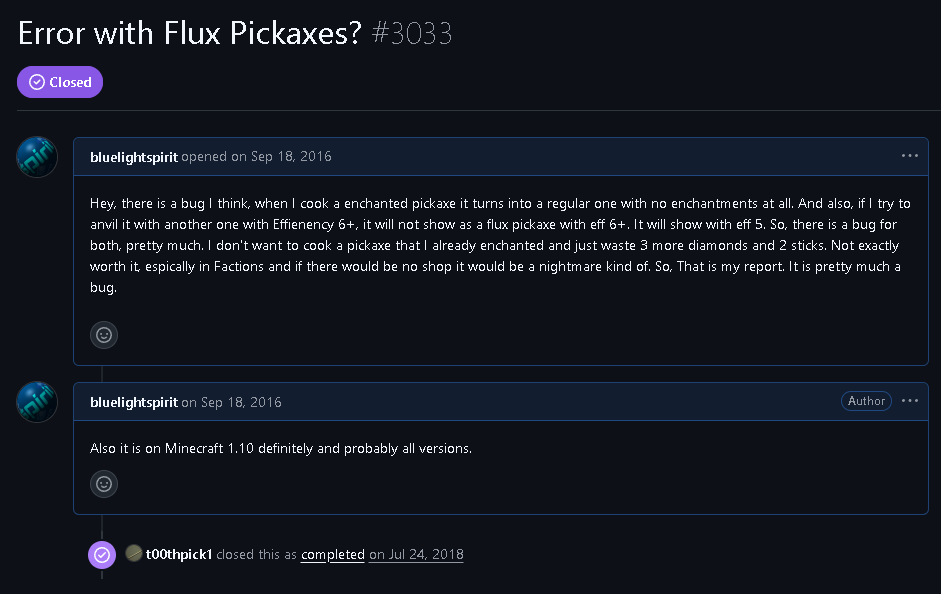 Error with Flux Pickaxes? #3033
Closed
bluelightspirit opened on Sep 18, 2016
Hey, there is a bug I think, when I cook a enchanted pickaxe it turns into a regular one with no enchantments at all. And also, if I try to
anvil it with another one with Effienency 6+, it will not show as a flux pickaxe with eff 6+. It will show with eff 5. So, there is a bug for
both, pretty much. I don't want to cook a pickaxe that I already enchanted and just waste 3 more diamonds and 2 sticks. Not exactly
worth it, espically in Factions and if there would be no shop it would be a nightmare kind of. So, That is my report. It is pretty much a
bug.
bluelightspirit on Sep 18, 2016
Author
Also it is on Minecraft 1.10 definitely and probably all versions.
t00thpick1 closed this as completed on Jul 24, 2018